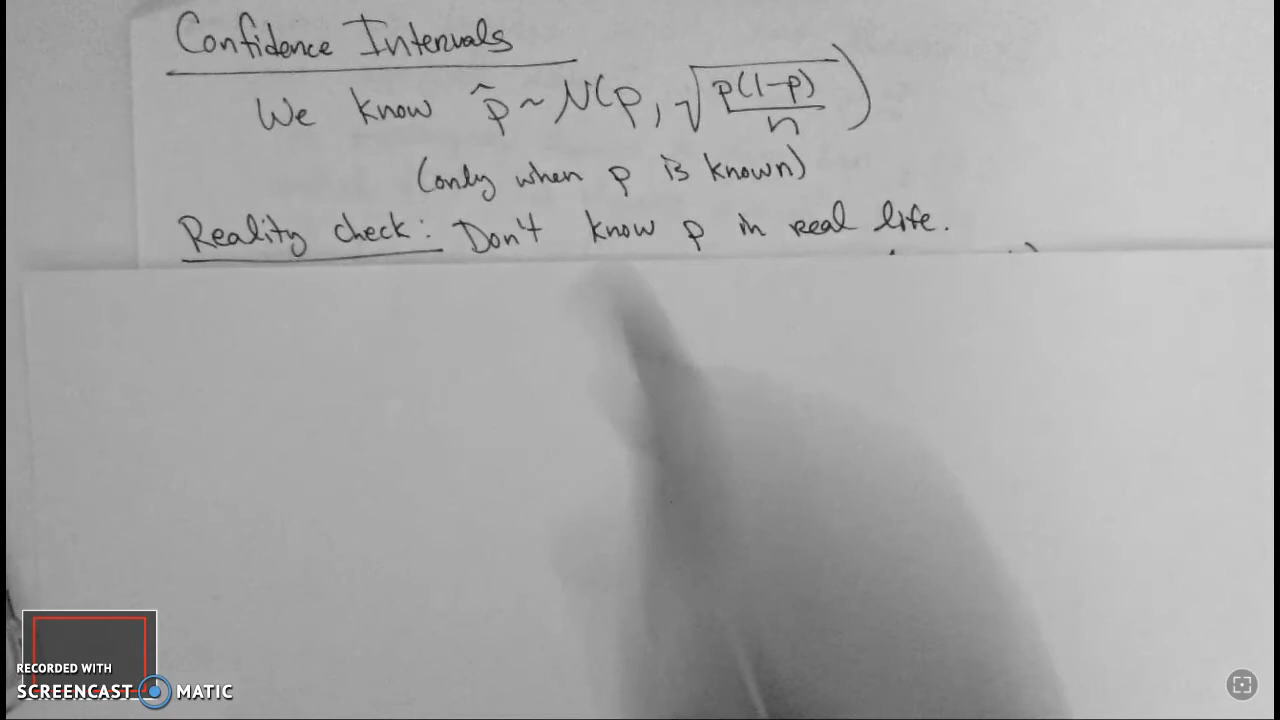 Confidence Intervals
We know p̂ ~ N(p, √(p(1-p)/n))
(only when p is known)
Reality check: Don't know p in real life.
RECORDED WITH
SCREENCAST MATIC